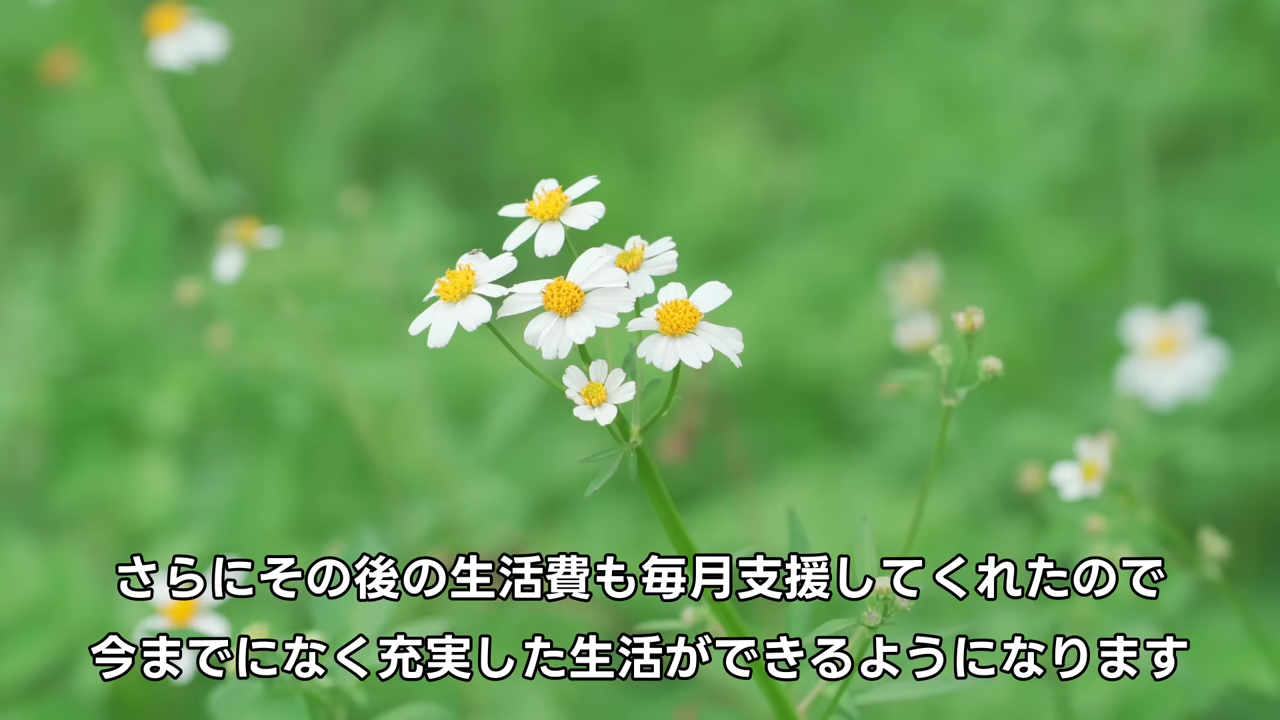 さらにその後の生活費も毎月支援してくれたので
今までになく充実した生活ができるようになります